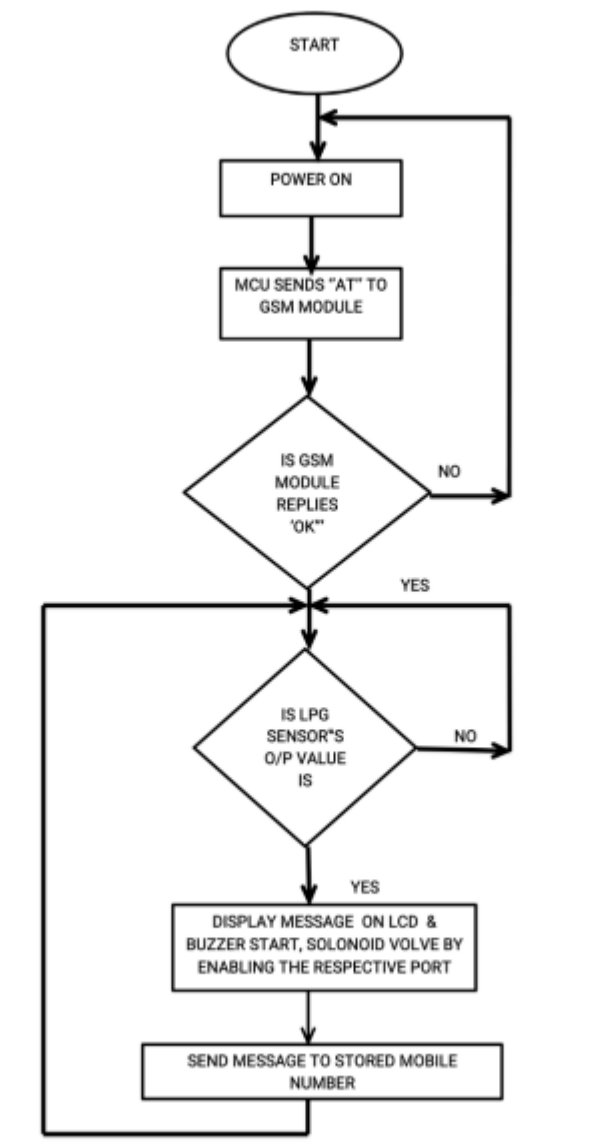 START
POWER ON
MCU SENDS "AT" TO
GSM MODULE
IS GSM
MODULE
REPLIES
'OK"'
NO
YES
IS LPG
SENSOR"S
O/P VALUE
IS
NO
YES
DISPLAY MESSAGE ON LCD &
BUZZER START, SOLONOID VOLVE BY
ENABLING THE RESPECTIVE PORT
SEND MESSAGE TO STORED MOBILE
NUMBER